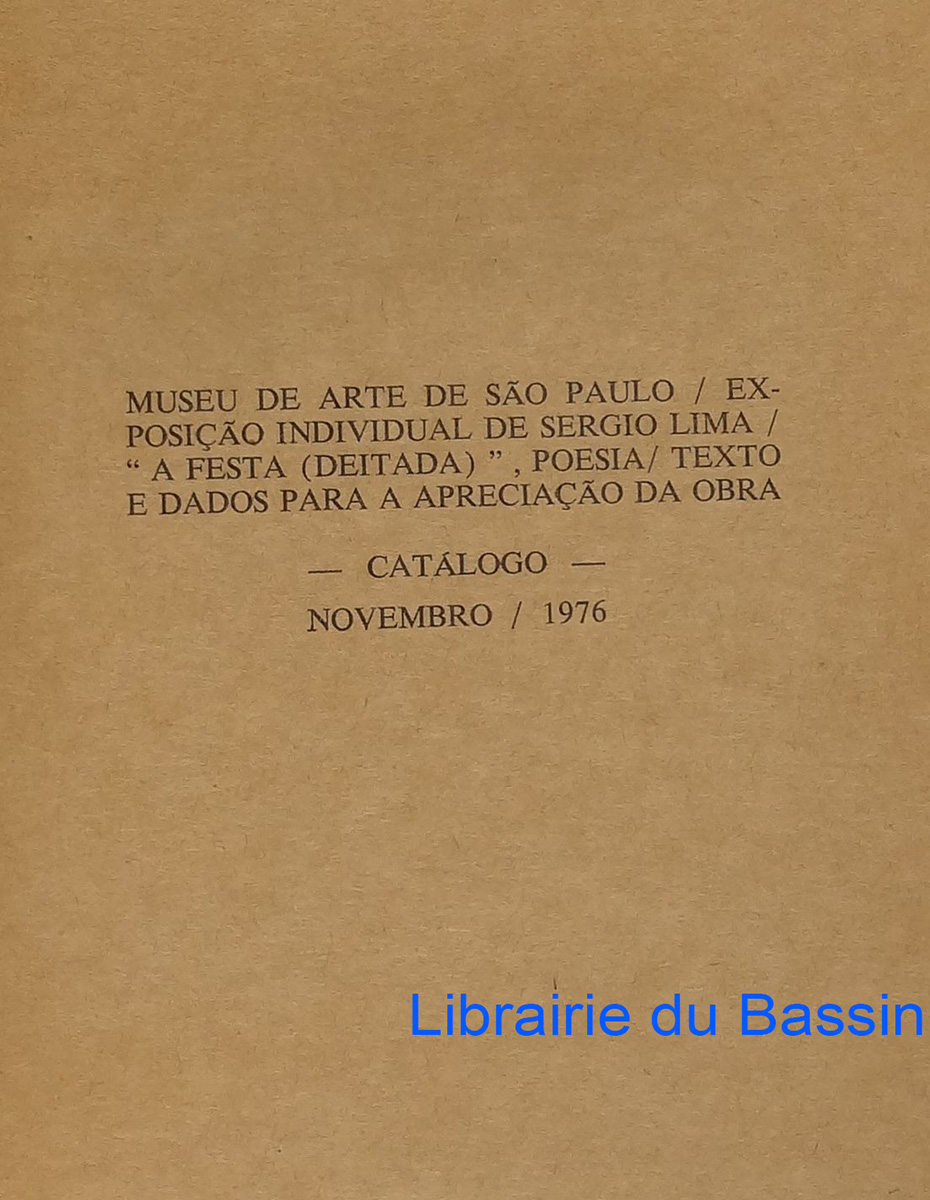 MUSEU DE ARTE DE SÃO PAULO / EX-
POSIÇÃO INDIVIDUAL DE SERGIO LIMA /
“ A FESTA (DEITADA) ” , POESIA/ TEXTO
E DADOS PARA A APRECIAÇÃO DA OBRA
— CATÁLOGO —
NOVEMBRO / 1976
Librairie du Bassin